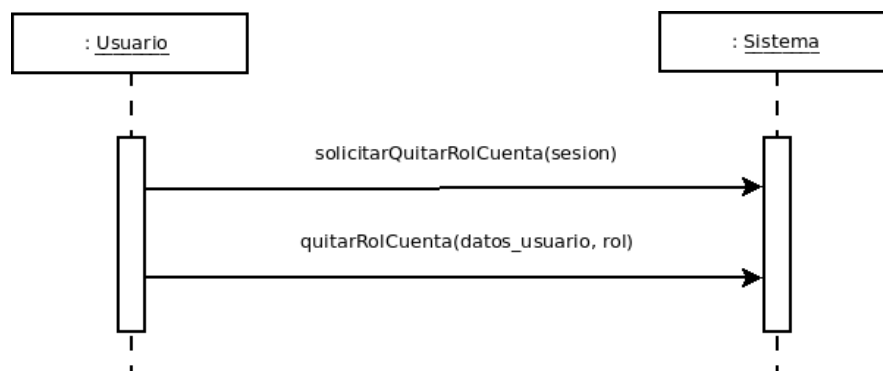 : Usuario
: Sistema
solicitarQuitarRolCuenta(sesion)
quitarRolCuenta(datos_usuario, rol)